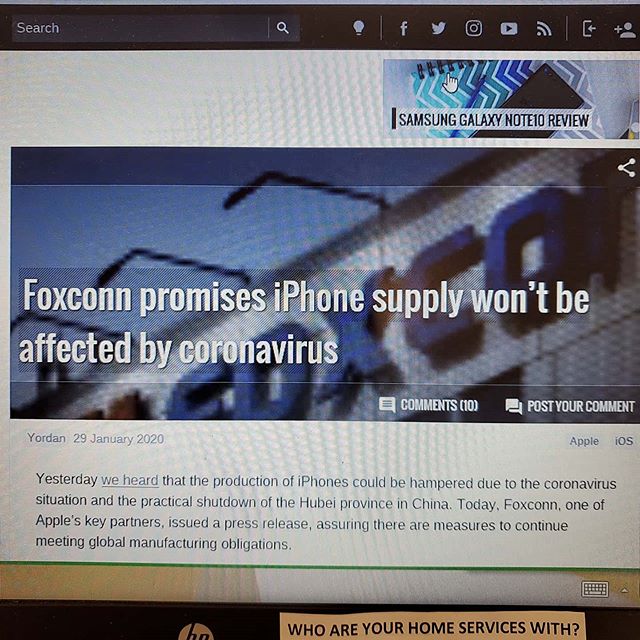 Search
SAMSUNG GALAXY NOTE10 REVIEW
Foxconn promises iPhone supply won't be
affected by coronavirus
COMMENTS (10) POST YOUR COMMENT
Yordan 29 January 2020 Apple iOS
Yesterday we heard that the production of iPhones could be hampered due to the coronavirus
situation and the practical shutdown of the Hubei province in China. Today, Foxconn, one of
Apple's key partners, issued a press release, assuring there are measures to continue
meeting global manufacturing obligations.
hp
WHO ARE YOUR HOME SERVICES WITH?